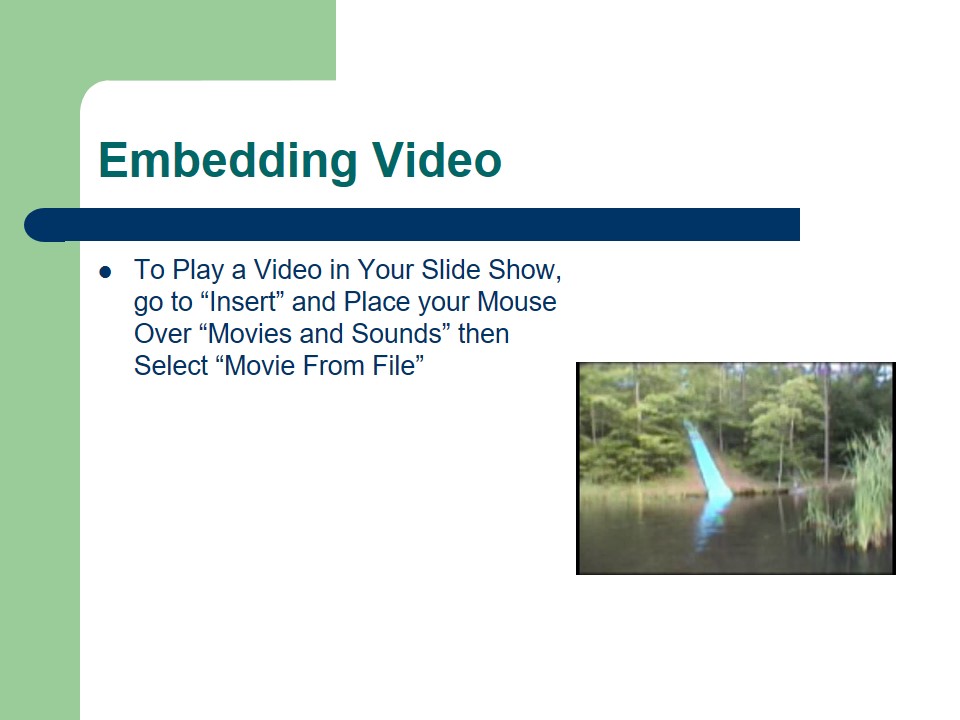 Embedding Video
● To Play a Video in Your Slide Show,
go to “Insert” and Place your Mouse
Over “Movies and Sounds” then
Select “Movie From File”